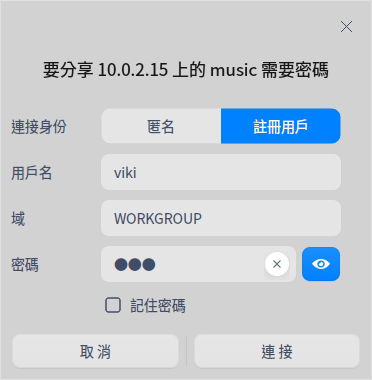 要分享 10.0.2.15 上的 music 需要密碼
連接身份
匿名
註冊用戶
用戶名
viki
域
WORKGROUP
密碼
●●●
記住密碼
取 消
連 接